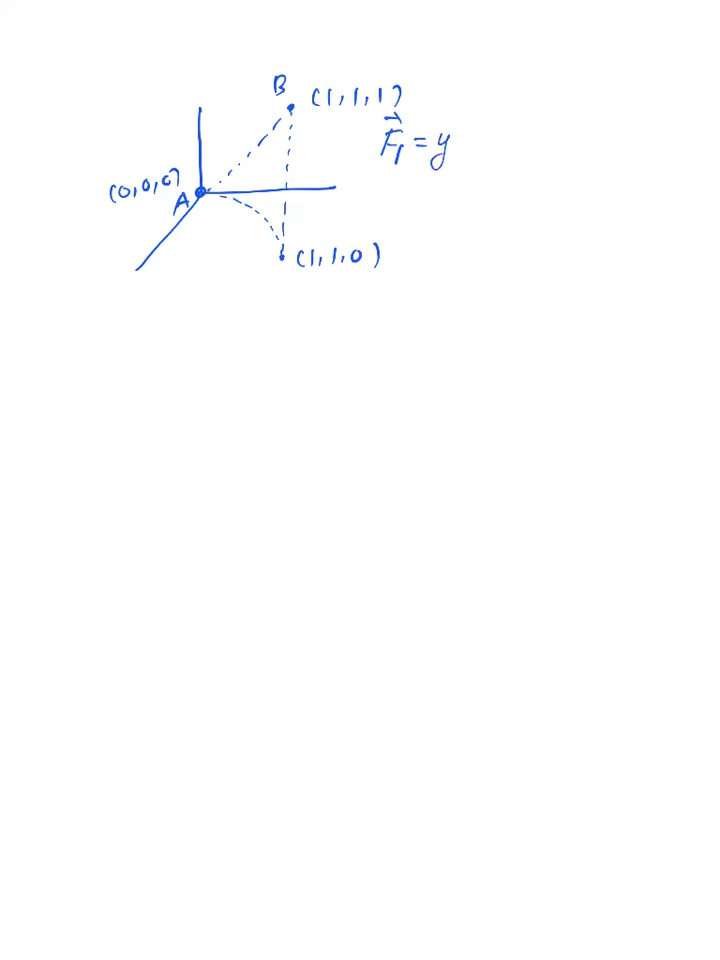 B (1, 1, 1)
F⃗₁ = y
(0, 0, 0)
A
(1, 1, 0)